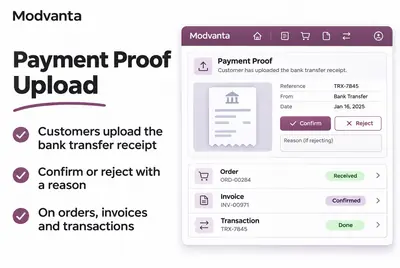 Modvanta
Payment Proof
Upload
Customers upload the
bank transfer receipt
Confirm or reject with
a reason
On orders, invoices
and transactions
Modvanta
Payment Proof
Customer has uploaded the bank transfer receipt.
Reference TRX-7845
From Bank Transfer
Date Jan 16, 2025
Confirm
Reject
Reason (if rejecting)
Order
ORD-00284
Received
Invoice
INV-00971
Confirmed
Transaction
TRX-7845
Done